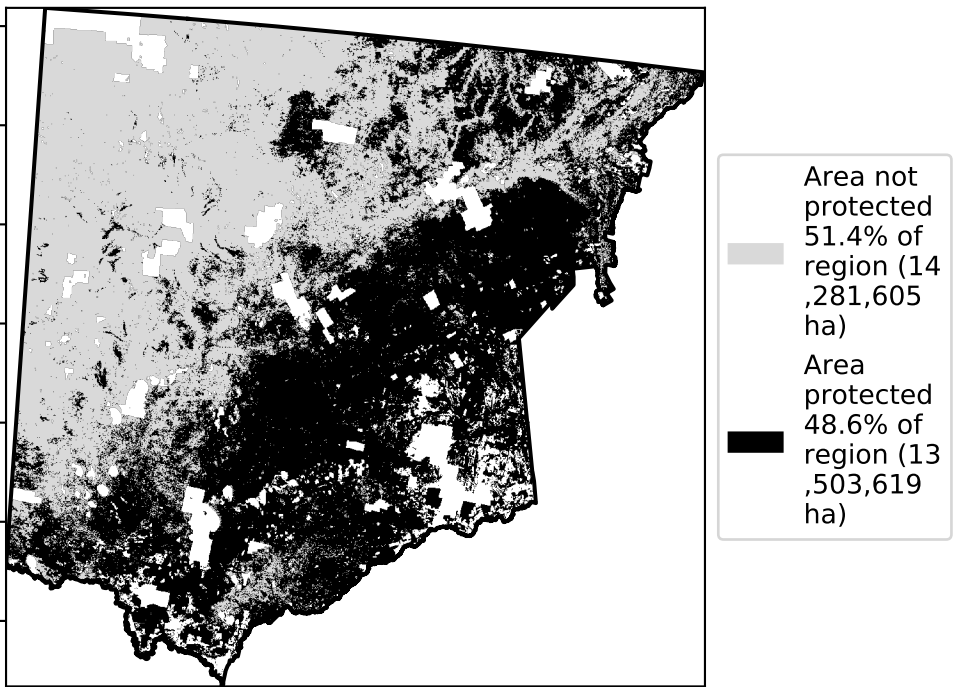 Area not
protected
51.4% of
region (14
,281,605
ha)
Area
protected
48.6% of
region (13
,503,619
ha)